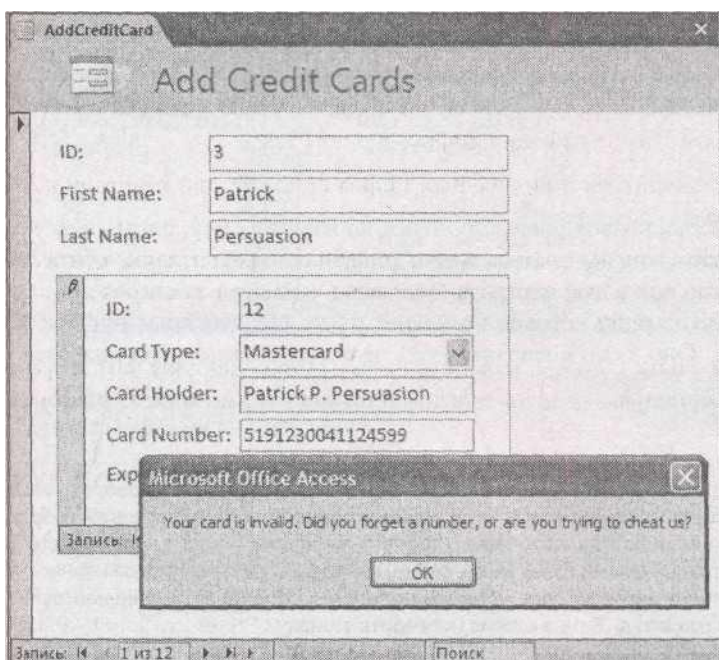 AddCreditCard
Add Credit Cards
ID: 3
First Name: Patrick
Last Name: Persuasion
ID: 12
Card Type: Mastercard
Card Holder: Patrick P. Persuasion
Card Number: 5191230041124599
Exp
Microsoft Office Access
Your card is invalid. Did you forget a number, or are you trying to cheat us?
OK
Запись:
Запись: 1 из 12 Поиск